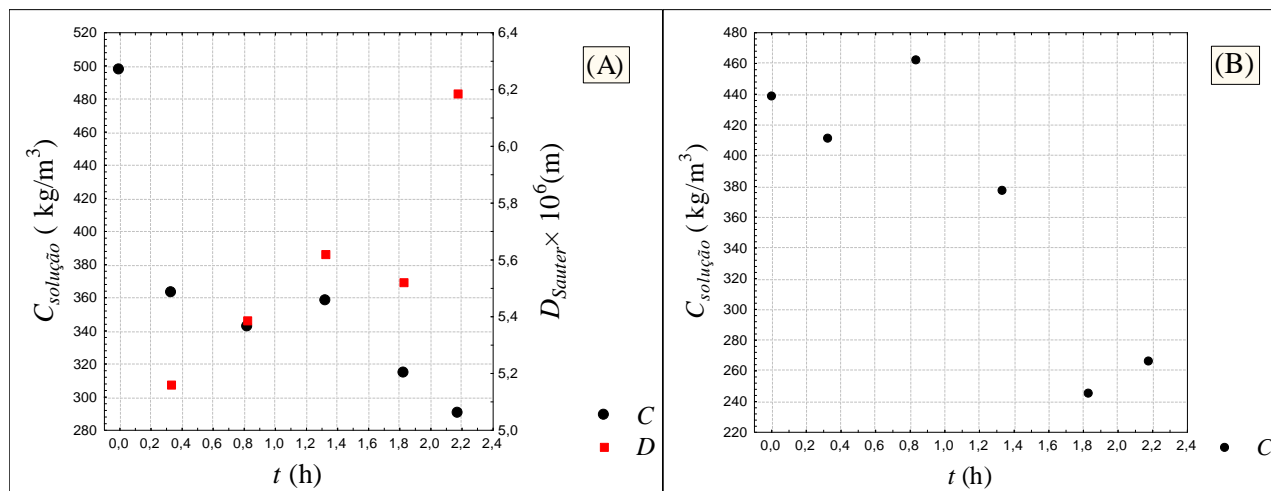 (A)
C_solução ( kg/m³)
520
500
480
460
440
420
400
380
360
340
320
300
280
6,4
6,2
6,0
5,8
5,6
5,4
5,2
5,0
D_Sauter × 10⁶(m)
0,0 0,2 0,4 0,6 0,8 1,0 1,2 1,4 1,6 1,8 2,0 2,2 2,4
t (h)
C
D
(B)
C_solução ( kg/m³)
480
460
440
420
400
380
360
340
320
300
280
260
240
220
0,0 0,2 0,4 0,6 0,8 1,0 1,2 1,4 1,6 1,8 2,0 2,2 2,4
t (h)
C